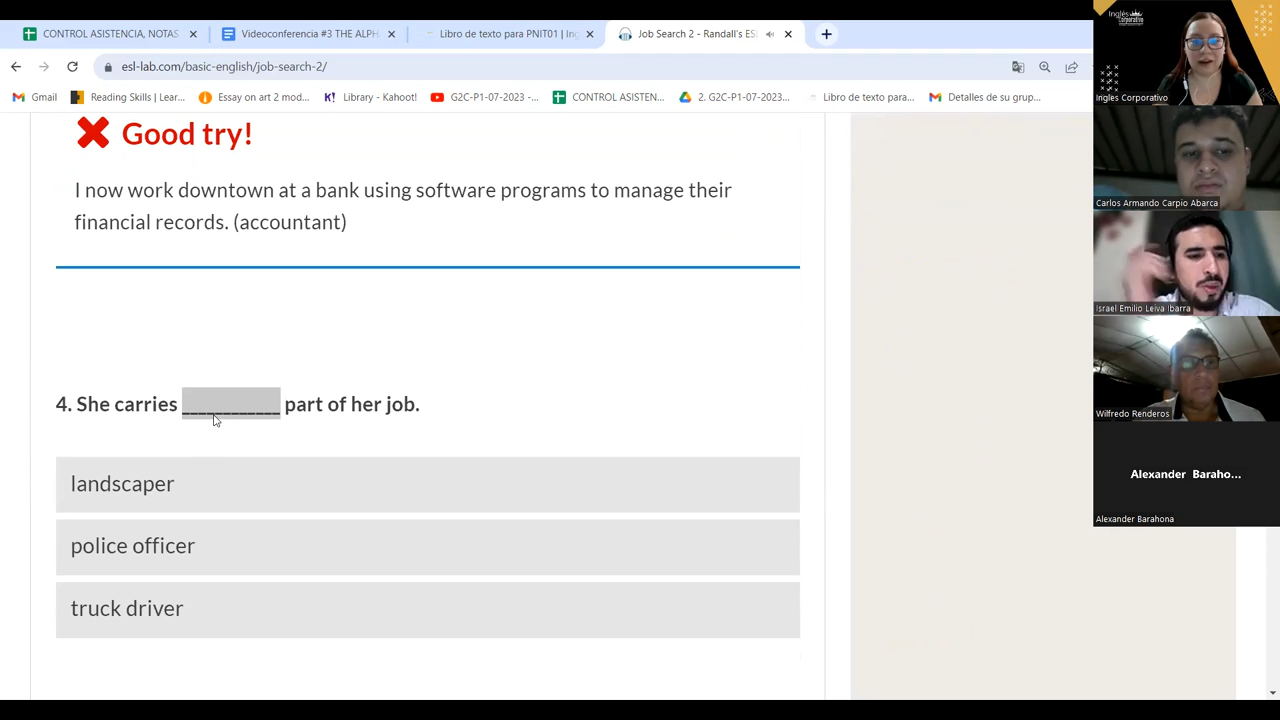 CONTROL ASISTENCIA, NOTAS
Videoconferencia #3 THE ALPH
Libro de texto para PNIT01 | Ing
Job Search 2 - Randall's ES
esl-lab.com/basic-english/job-search-2/
Gmail
Reading Skills | Lear...
Essay on art 2 mod...
Library - Kahoot!
G2C-P1-07-2023 -...
CONTROL ASISTEN...
2. G2C-P1-07-2023...
Libro de texto para...
Detalles de su grup...
Good try!
I now work downtown at a bank using software programs to manage their
financial records. (accountant)
4. She carries ___________ part of her job.
landscaper
police officer
truck driver
Inglés
Corporativo
Ingles Corporativo
Carlos Armando Carpio Abarca
Israel Emilio Leiva Ibarra
Wilfredo Renderos
Alexander Baraho...
Alexander Barahona